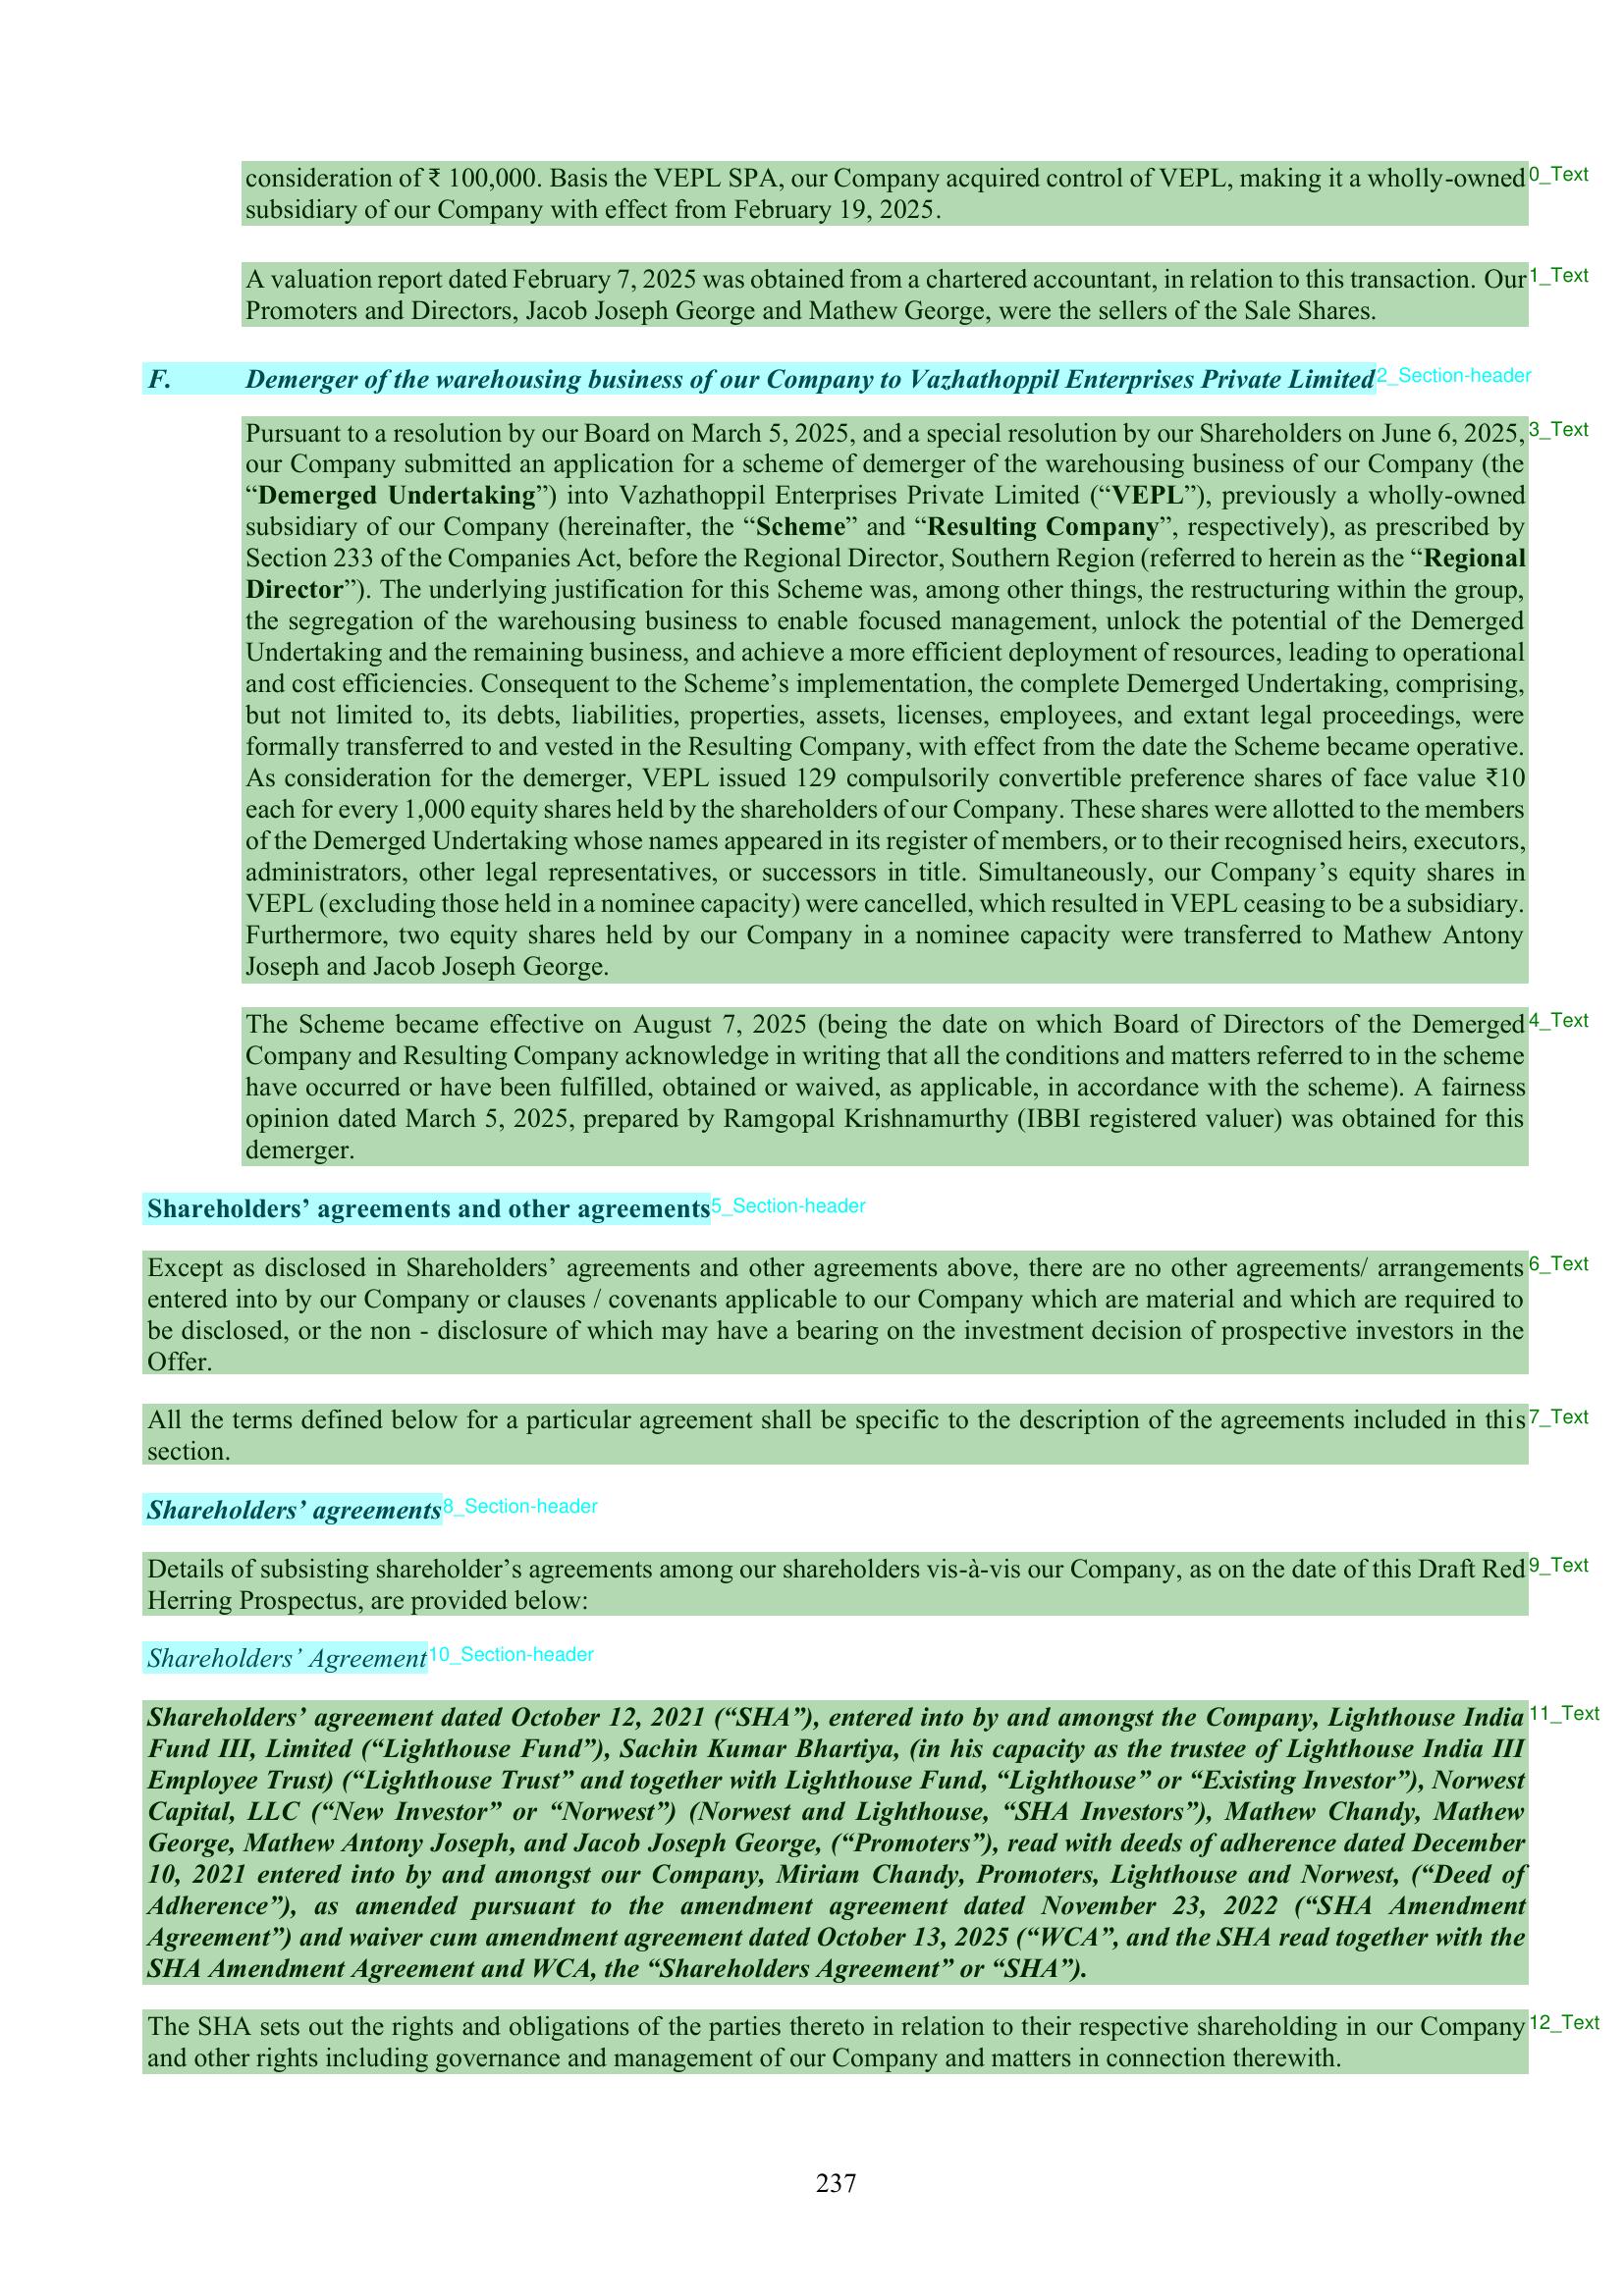 consideration of ₹ 100,000. Basis the VEPL SPA, our Company acquired control of VEPL, making it a wholly-owned 0_Text
subsidiary of our Company with effect from February 19, 2025.
A valuation report dated February 7, 2025 was obtained from a chartered accountant, in relation to this transaction. Our 1_Text
Promoters and Directors, Jacob Joseph George and Mathew George, were the sellers of the Sale Shares.
F. Demerger of the warehousing business of our Company to Vazhathoppil Enterprises Private Limited 2_Section-header
Pursuant to a resolution by our Board on March 5, 2025, and a special resolution by our Shareholders on June 6, 2025, 3_Text
our Company submitted an application for a scheme of demerger of the warehousing business of our Company (the
“Demerged Undertaking”) into Vazhathoppil Enterprises Private Limited (“VEPL”), previously a wholly-owned
subsidiary of our Company (hereinafter, the “Scheme” and “Resulting Company”, respectively), as prescribed by
Section 233 of the Companies Act, before the Regional Director, Southern Region (referred to herein as the “Regional
Director”). The underlying justification for this Scheme was, among other things, the restructuring within the group,
the segregation of the warehousing business to enable focused management, unlock the potential of the Demerged
Undertaking and the remaining business, and achieve a more efficient deployment of resources, leading to operational
and cost efficiencies. Consequent to the Scheme’s implementation, the complete Demerged Undertaking, comprising,
but not limited to, its debts, liabilities, properties, assets, licenses, employees, and extant legal proceedings, were
formally transferred to and vested in the Resulting Company, with effect from the date the Scheme became operative.
As consideration for the demerger, VEPL issued 129 compulsorily convertible preference shares of face value ₹10
each for every 1,000 equity shares held by the shareholders of our Company. These shares were allotted to the members
of the Demerged Undertaking whose names appeared in its register of members, or to their recognised heirs, executors,
administrators, other legal representatives, or successors in title. Simultaneously, our Company’s equity shares in
VEPL (excluding those held in a nominee capacity) were cancelled, which resulted in VEPL ceasing to be a subsidiary.
Furthermore, two equity shares held by our Company in a nominee capacity were transferred to Mathew Antony
Joseph and Jacob Joseph George.
The Scheme became effective on August 7, 2025 (being the date on which Board of Directors of the Demerged 4_Text
Company and Resulting Company acknowledge in writing that all the conditions and matters referred to in the scheme
have occurred or have been fulfilled, obtained or waived, as applicable, in accordance with the scheme). A fairness
opinion dated March 5, 2025, prepared by Ramgopal Krishnamurthy (IBBI registered valuer) was obtained for this
demerger.
Shareholders’ agreements and other agreements 5_Section-header
Except as disclosed in Shareholders’ agreements and other agreements above, there are no other agreements/ arrangements 6_Text
entered into by our Company or clauses / covenants applicable to our Company which are material and which are required to
be disclosed, or the non - disclosure of which may have a bearing on the investment decision of prospective investors in the
Offer.
All the terms defined below for a particular agreement shall be specific to the description of the agreements included in this 7_Text
section.
Shareholders’ agreements 8_Section-header
Details of subsisting shareholder’s agreements among our shareholders vis-à-vis our Company, as on the date of this Draft Red 9_Text
Herring Prospectus, are provided below:
Shareholders’ Agreement 10_Section-header
Shareholders’ agreement dated October 12, 2021 (“SHA”), entered into by and amongst the Company, Lighthouse India 11_Text
Fund III, Limited (“Lighthouse Fund”), Sachin Kumar Bhartiya, (in his capacity as the trustee of Lighthouse India III
Employee Trust) (“Lighthouse Trust” and together with Lighthouse Fund, “Lighthouse” or “Existing Investor”), Norwest
Capital, LLC (“New Investor” or “Norwest”) (Norwest and Lighthouse, “SHA Investors”), Mathew Chandy, Mathew
George, Mathew Antony Joseph, and Jacob Joseph George, (“Promoters”), read with deeds of adherence dated December
10, 2021 entered into by and amongst our Company, Miriam Chandy, Promoters, Lighthouse and Norwest, (“Deed of
Adherence”), as amended pursuant to the amendment agreement dated November 23, 2022 (“SHA Amendment
Agreement”) and waiver cum amendment agreement dated October 13, 2025 (“WCA”, and the SHA read together with the
SHA Amendment Agreement and WCA, the “Shareholders Agreement” or “SHA”).
The SHA sets out the rights and obligations of the parties thereto in relation to their respective shareholding in our Company 12_Text
and other rights including governance and management of our Company and matters in connection therewith.
237